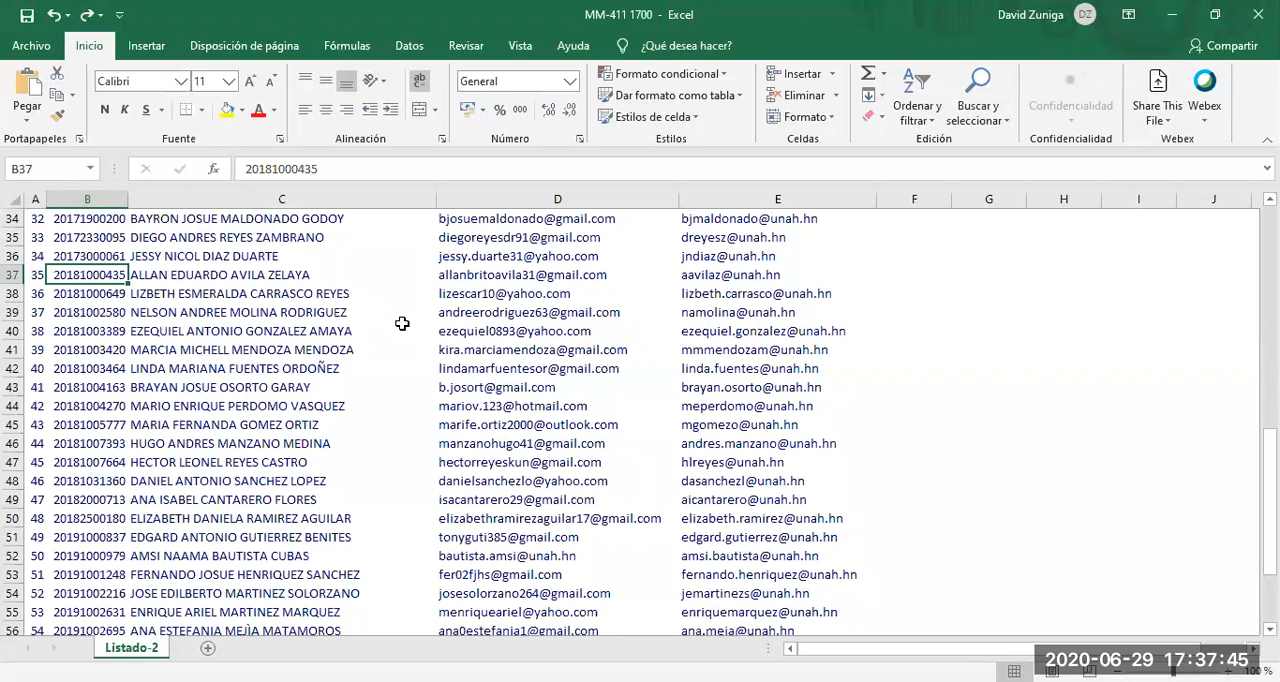 MM-411 1700 - Excel
David Zuniga DZ
Archivo Inicio Insertar Disposición de página Fórmulas Datos Revisar Vista Ayuda ¿Qué desea hacer? Compartir
Calibri 11 General Formato condicional Insertar
Pegar N K S A % 000 Dar formato como tabla Eliminar Ordenar y filtrar Buscar y seleccionar Confidencialidad Share This File Webex
Estilos de celda Formato
Portapapeles Fuente Alineación Número Estilos Celdas Edición Confidencialidad Webex
B37 fx 20181000435
A B C D E F G H I J
34 32 20171900200 BAYRON JOSUE MALDONADO GODOY bjosuemaldonado@gmail.com bjmaldonado@unah.hn
35 33 20172330095 DIEGO ANDRES REYES ZAMBRANO diegoreyesdr91@gmail.com dreyesz@unah.hn
36 34 20173000061 JESSY NICOL DIAZ DUARTE jessy.duarte31@yahoo.com jndiaz@unah.hn
37 35 20181000435 ALLAN EDUARDO AVILA ZELAYA allanbritoavila31@gmail.com aavilaz@unah.hn
38 36 20181000649 LIZBETH ESMERALDA CARRASCO REYES lizescar10@yahoo.com lizbeth.carrasco@unah.hn
39 37 20181002580 NELSON ANDREE MOLINA RODRIGUEZ andreerodriguez63@gmail.com namolina@unah.hn
40 38 20181003389 EZEQUIEL ANTONIO GONZALEZ AMAYA ezequiel0893@yahoo.com ezequiel.gonzalez@unah.hn
41 39 20181003420 MARCIA MICHELL MENDOZA MENDOZA kira.marciamendoza@gmail.com mmmendozam@unah.hn
42 40 20181003464 LINDA MARIANA FUENTES ORDOÑEZ lindamarfuentesor@gmail.com linda.fuentes@unah.hn
43 41 20181004163 BRAYAN JOSUE OSORTO GARAY b.josort@gmail.com brayan.osorto@unah.hn
44 42 20181004270 MARIO ENRIQUE PERDOMO VASQUEZ mariov.123@hotmail.com meperdomo@unah.hn
45 43 20181005777 MARIA FERNANDA GOMEZ ORTIZ marife.ortiz2000@outlook.com mgomezo@unah.hn
46 44 20181007393 HUGO ANDRES MANZANO MEDINA manzanohugo41@gmail.com andres.manzano@unah.hn
47 45 20181007664 HECTOR LEONEL REYES CASTRO hectorreyeskun@gmail.com hlreyes@unah.hn
48 46 20181031360 DANIEL ANTONIO SANCHEZ LOPEZ danielsanchezlo@yahoo.com dasanchezl@unah.hn
49 47 20182000713 ANA ISABEL CANTARERO FLORES isacantarero29@gmail.com aicantarero@unah.hn
50 48 20182500180 ELIZABETH DANIELA RAMIREZ AGUILAR elizabethramirezaguilar17@gmail.com elizabeth.ramirez@unah.hn
51 49 20191000837 EDGARD ANTONIO GUTIERREZ BENITES tonyguti385@gmail.com edgard.gutierrez@unah.hn
52 50 20191000979 AMSI NAAMA BAUTISTA CUBAS bautista.amsi@unah.hn amsi.bautista@unah.hn
53 51 20191001248 FERNANDO JOSUE HENRIQUEZ SANCHEZ fer02fjhs@gmail.com fernando.henriquez@unah.hn
54 52 20191002216 JOSE EDILBERTO MARTINEZ SOLORZANO josesolorzano264@gmail.com jemartinezs@unah.hn
55 53 20191002631 ENRIQUE ARIEL MARTINEZ MARQUEZ menriqueariel@yahoo.com enriquemarquez@unah.hn
56 54 20191002695 ANA ESTEFANIA MEJÌA MATAMOROS ana0estefania1@gmail.com ana.mejia@unah.hn
Listado-2
2020-06-29 17:37:45
100 %